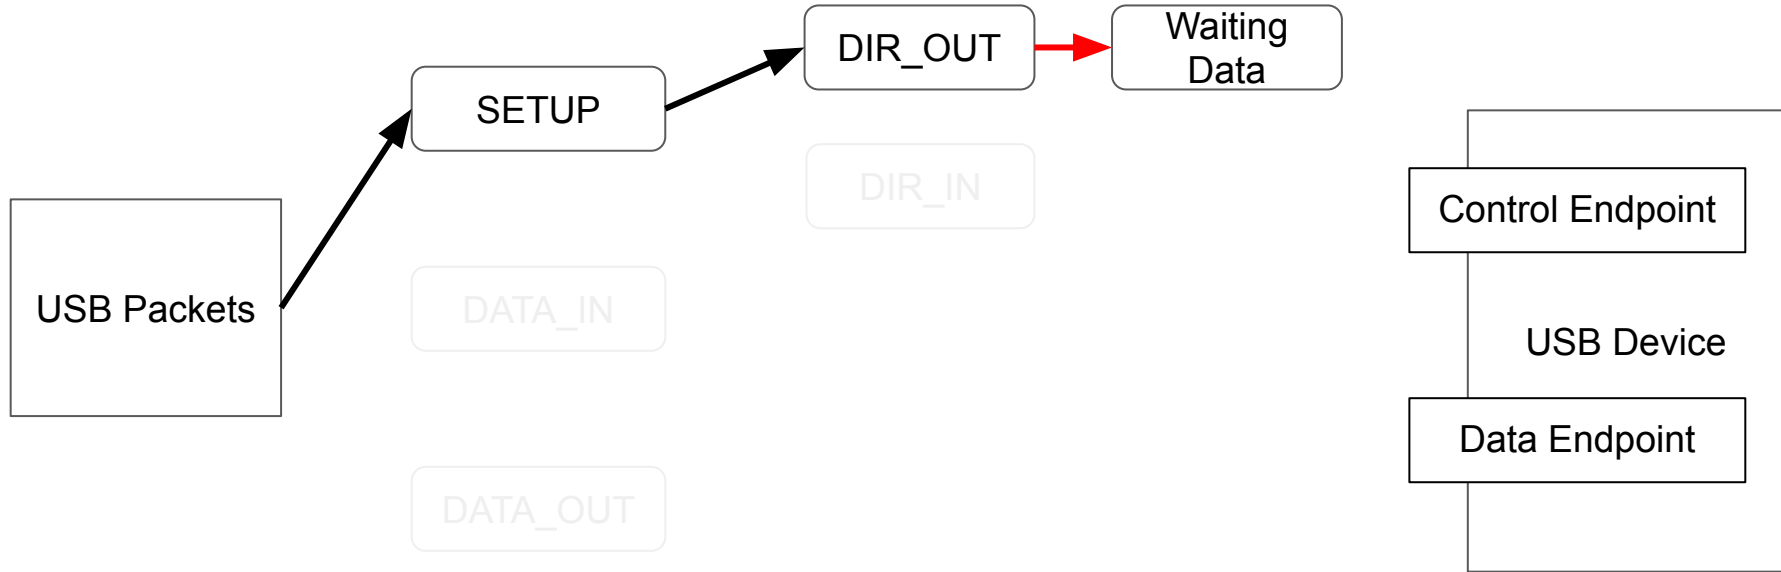 DIR_OUT
Waiting
Data
SETUP
DIR_IN
Control Endpoint
USB Packets
DATA_IN
USB Device
Data Endpoint
DATA_OUT